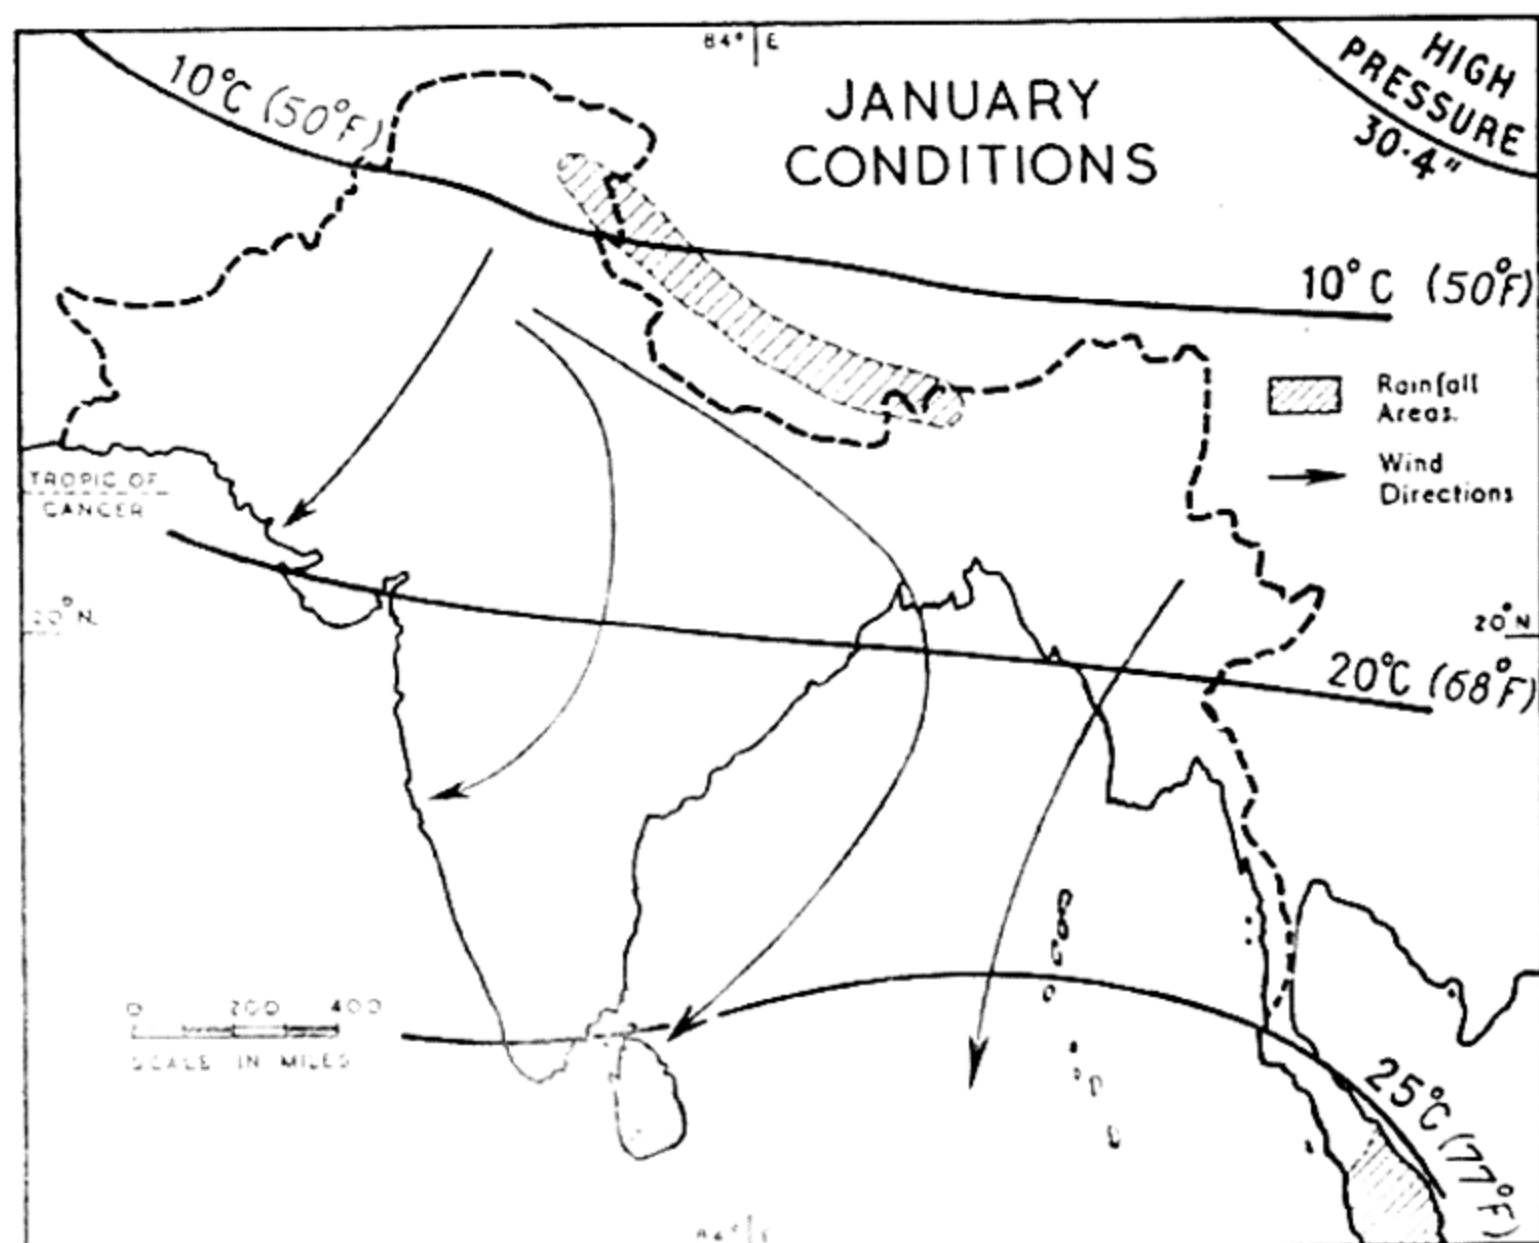 84° E
HIGH
PRESSURE
30·4"
10°C (50°F)
JANUARY
CONDITIONS
10°C (50°F)
Rainfall
Areas.
Wind
Directions
TROPIC OF
CANCER
20°N.
20°N
20°C (68°F)
0 200 400
SCALE IN MILES
25°C (77°F)
84° E